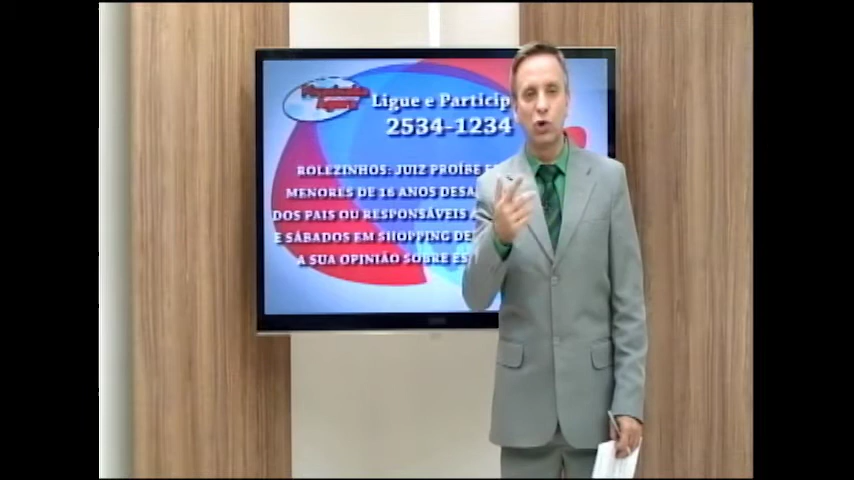 Ligue e Particip
2534-1234
ROLEZINHOS: JUIZ PROÍBE
MENORES DE 16 ANOS DESA
DOS PAIS OU RESPONSÁVEIS
E SÁBADOS EM SHOPPING DE
A SUA OPINIÃO SOBRE ES